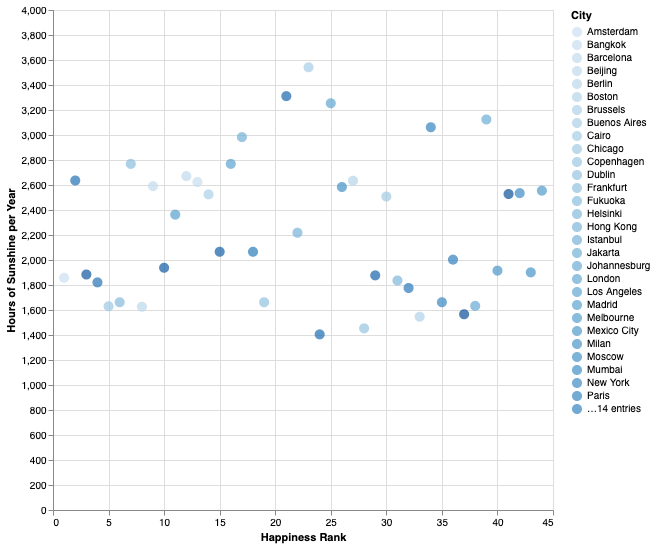 City
Amsterdam
Bangkok
Barcelona
Beijing
Berlin
Boston
Brussels
Buenos Aires
Cairo
Chicago
Copenhagen
Dublin
Frankfurt
Fukuoka
Helsinki
Hong Kong
Istanbul
Jakarta
Johannesburg
London
Los Angeles
Madrid
Melbourne
Mexico City
Milan
Moscow
Mumbai
New York
Paris
…14 entries
4,000
3,800
3,600
3,400
3,200
3,000
2,800
2,600
2,400
2,200
2,000
1,800
1,600
1,400
1,200
1,000
800
600
400
200
0
Hours of Sunshine per Year
0 5 10 15 20 25 30 35 40 45
Happiness Rank